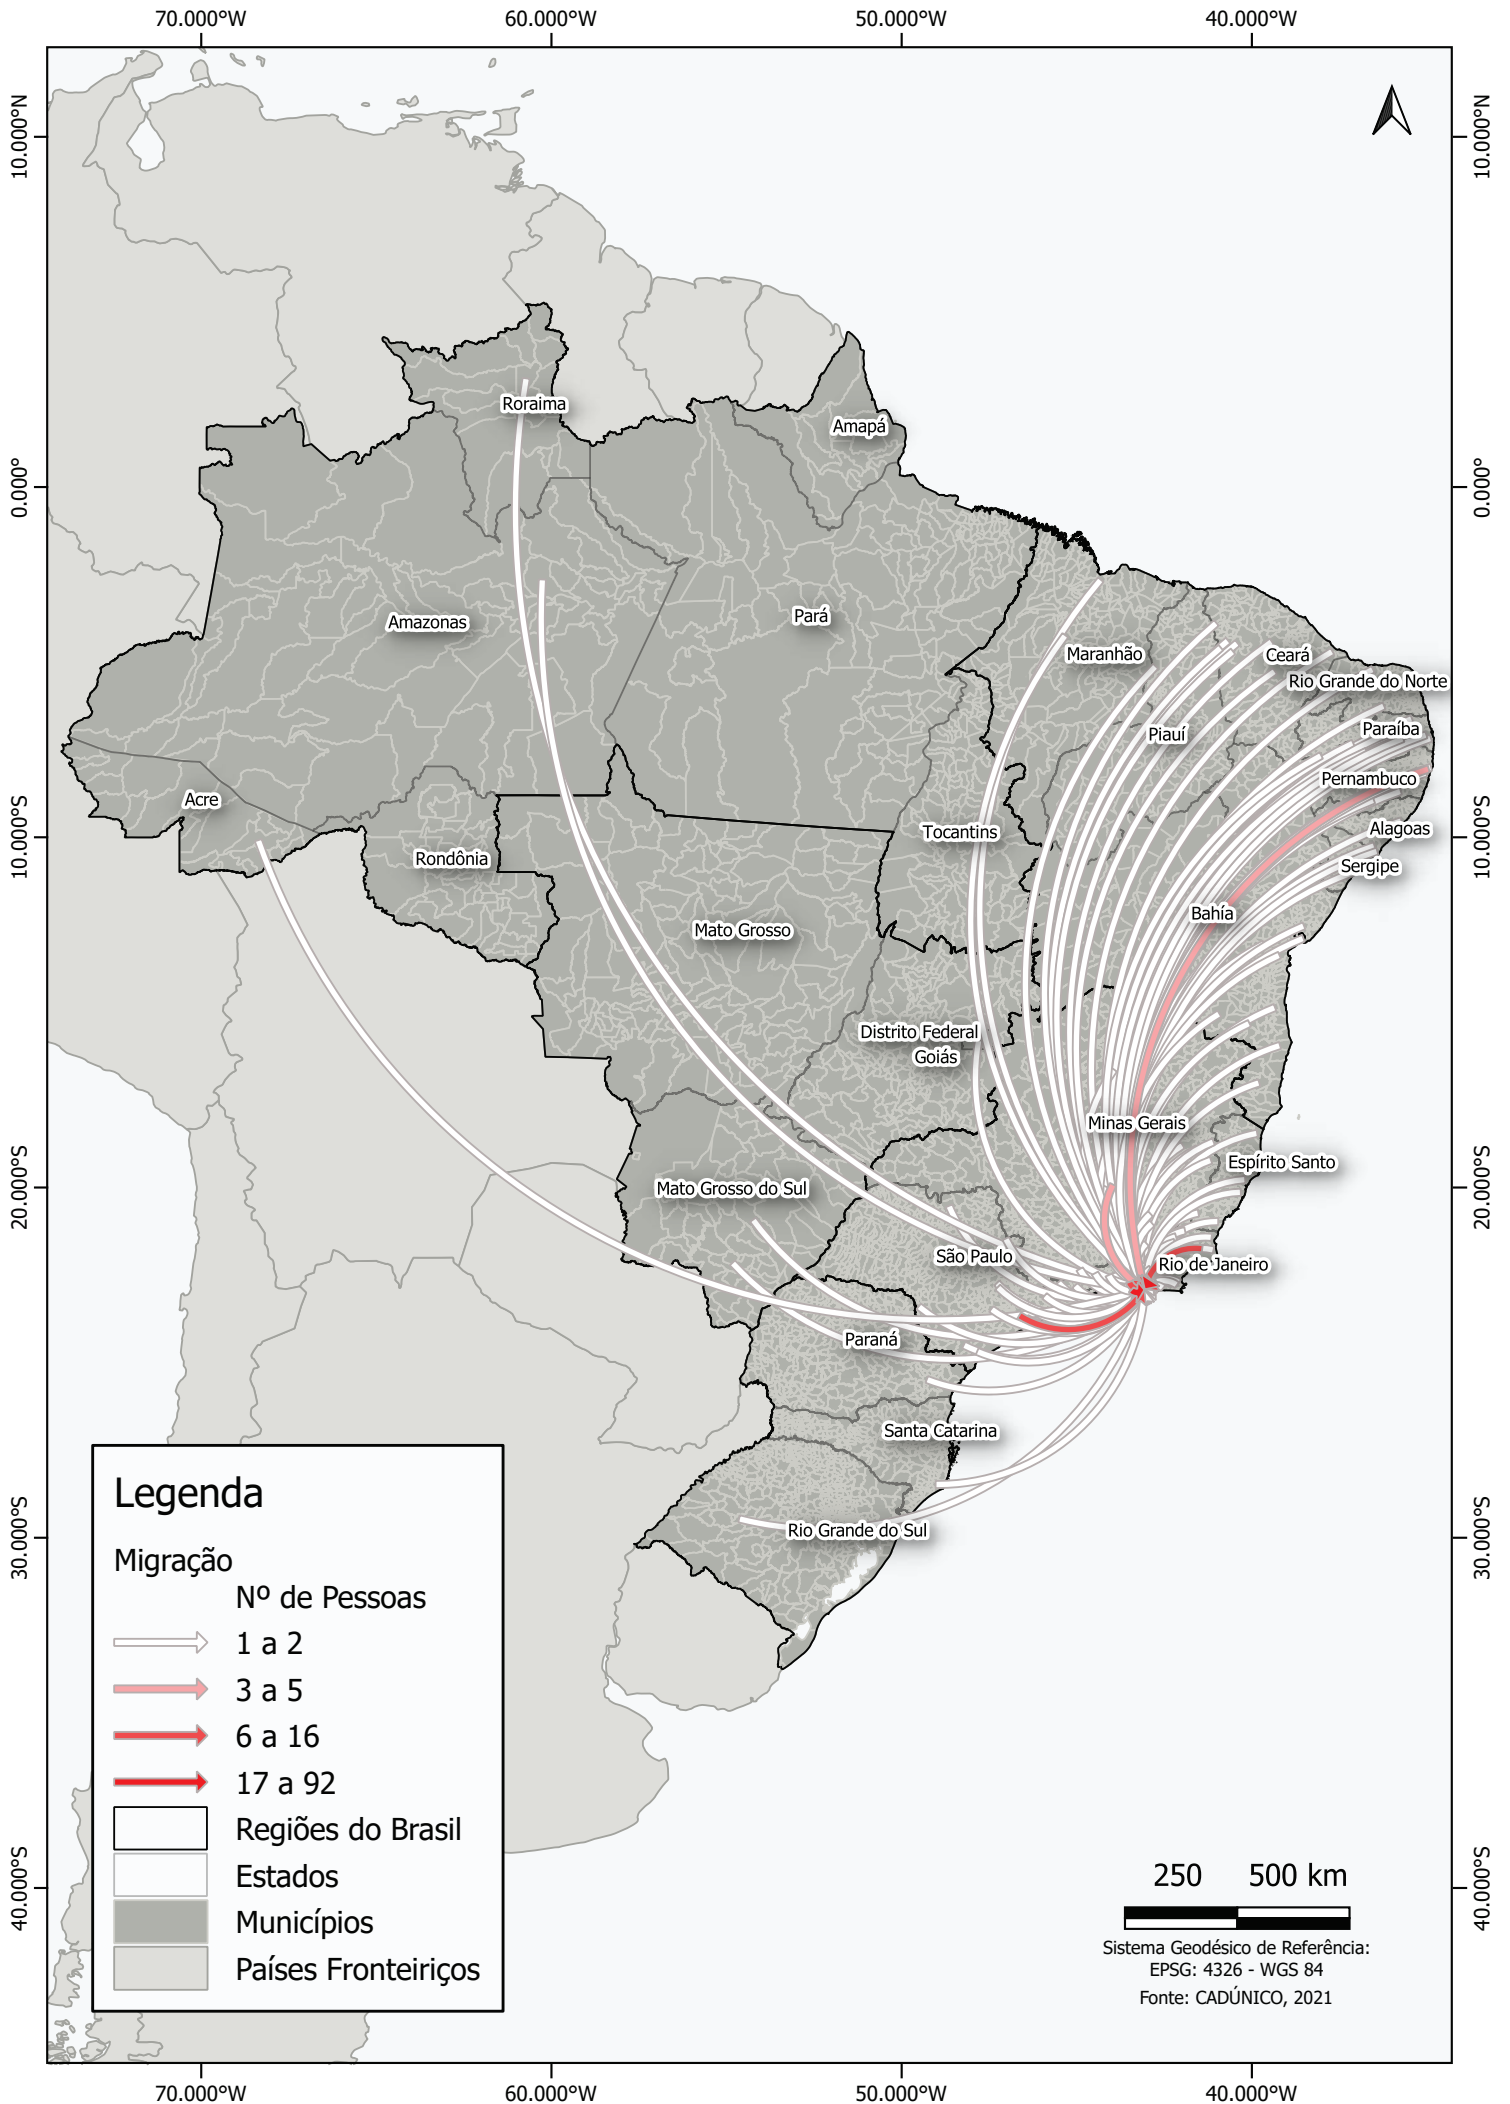 70.000°W 60.000°W 50.000°W 40.000°W
10.000°N 10.000°N
Roraima
Amapá
0.000° 0.000°
Amazonas
Pará
Maranhão
Ceará
Rio Grande do Norte
Piauí
Paraíba
Pernambuco
Acre
Tocantins
Alagoas
10.000°S 10.000°S
Rondônia
Sergipe
Bahía
Mato Grosso
Distrito Federal
Goiás
Minas Gerais
Espírito Santo
20.000°S 20.000°S
Mato Grosso do Sul
São Paulo
Rio de Janeiro
Paraná
Santa Catarina
Rio Grande do Sul
30.000°S 30.000°S
Legenda
Migração
Nº de Pessoas
1 a 2
3 a 5
6 a 16
17 a 92
Regiões do Brasil
Estados
Municípios
Países Fronteiriços
40.000°S 40.000°S
250 500 km
Sistema Geodésico de Referência:
EPSG: 4326 - WGS 84
Fonte: CADÚNICO, 2021
70.000°W 60.000°W 50.000°W 40.000°W